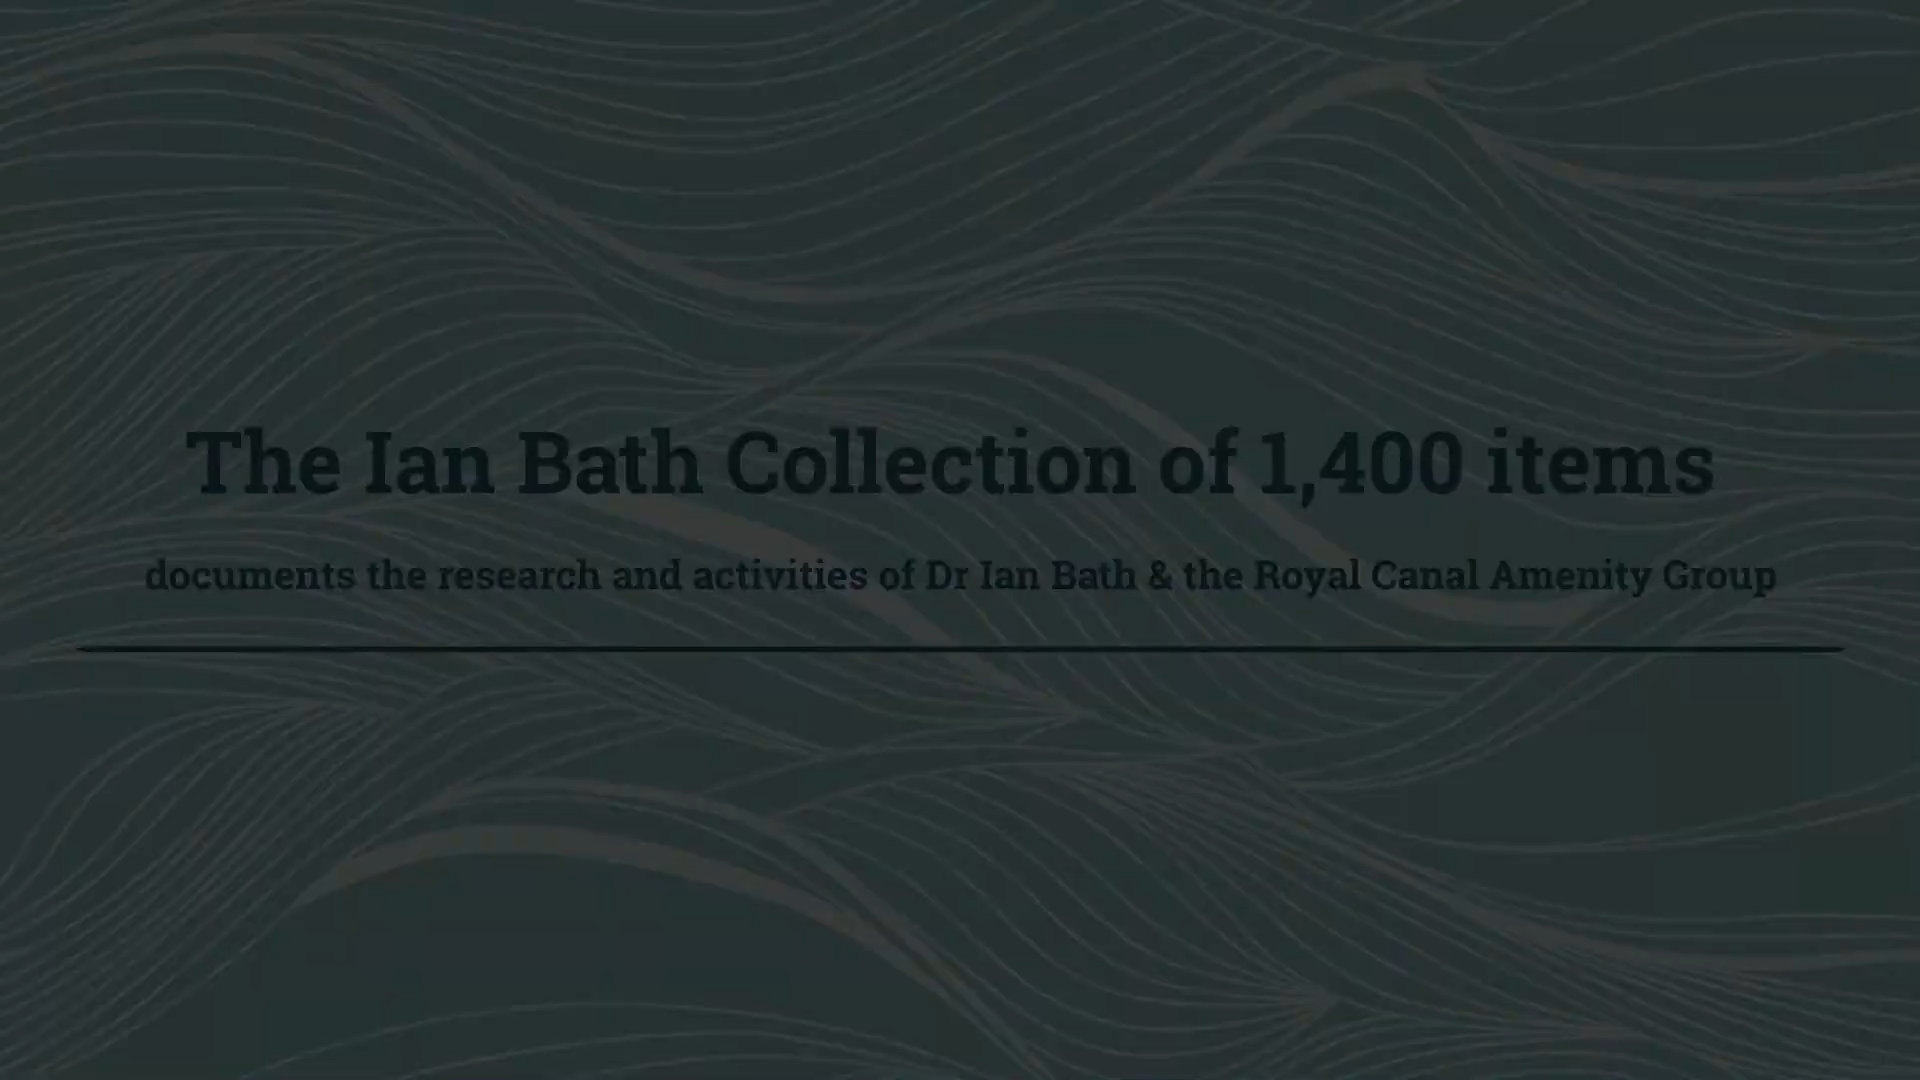 The Ian Bath Collection of 1,400 items
documents the research and activities of Dr Ian Bath & the Royal Canal Amenity Group